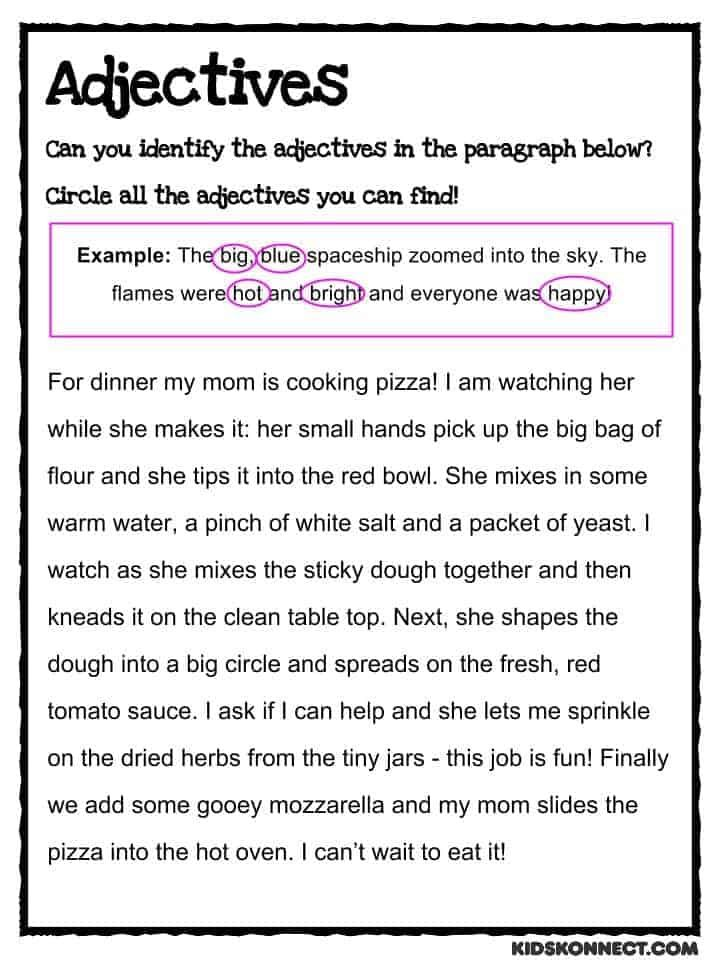 Adjectives
Can you identify the adjectives in the paragraph below?
Circle all the adjectives you can find!
Example: The big, blue spaceship zoomed into the sky. The
flames were hot and bright and everyone was happy!
For dinner my mom is cooking pizza! I am watching her
while she makes it: her small hands pick up the big bag of
flour and she tips it into the red bowl. She mixes in some
warm water, a pinch of white salt and a packet of yeast. I
watch as she mixes the sticky dough together and then
kneads it on the clean table top. Next, she shapes the
dough into a big circle and spreads on the fresh, red
tomato sauce. I ask if I can help and she lets me sprinkle
on the dried herbs from the tiny jars - this job is fun! Finally
we add some gooey mozzarella and my mom slides the
pizza into the hot oven. I can’t wait to eat it!
KIDSKONNECT.COM